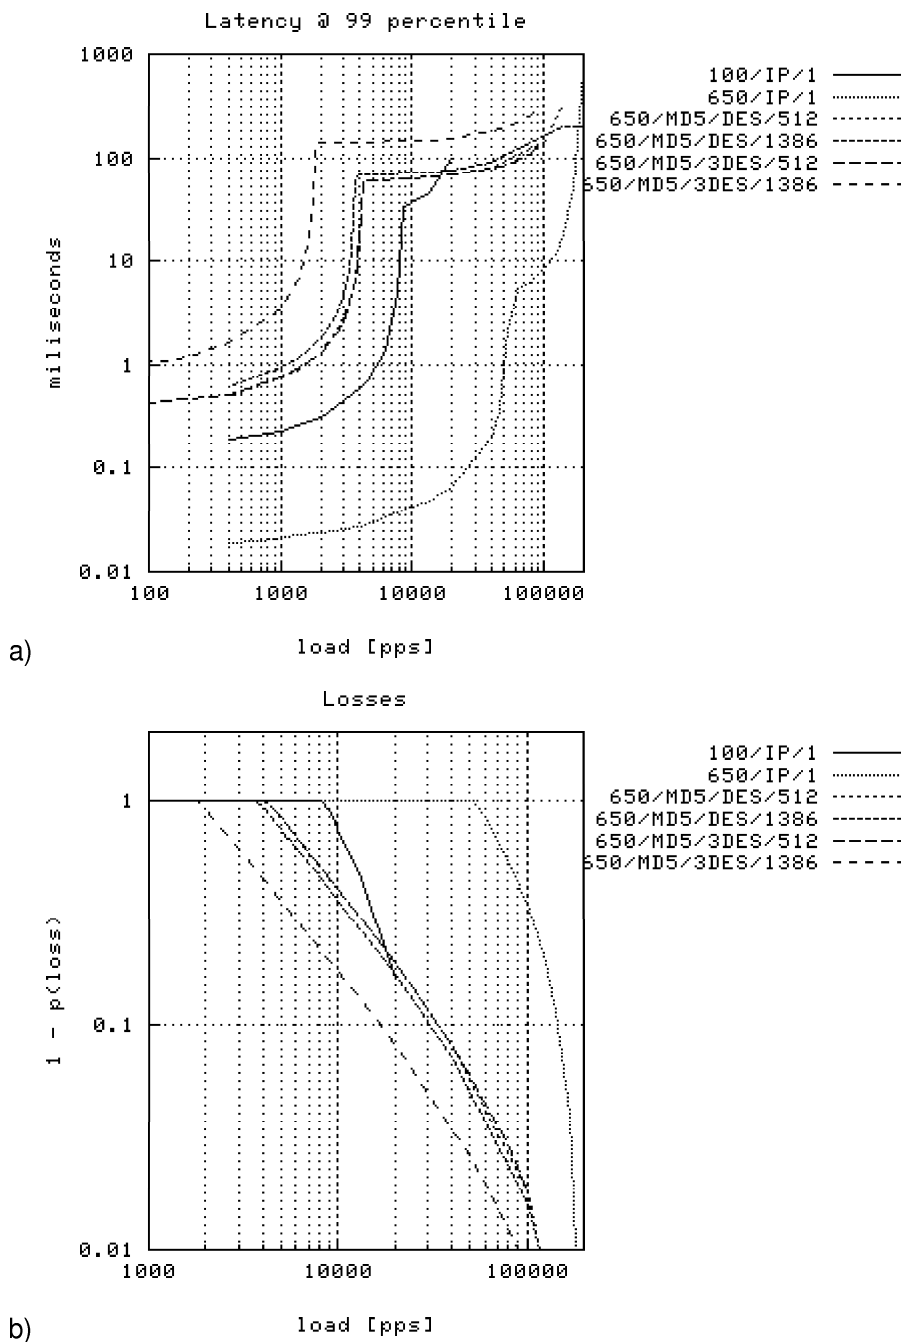 Latency @ 99 percentile
1000
100
10
1
0.1
0.01
miliseconds
100/IP/1
650/IP/1
650/MD5/DES/512
650/MD5/DES/1386
650/MD5/3DES/512
650/MD5/3DES/1386
100 1000 10000 100000
load [pps]
a)
Losses
1
0.1
0.01
1 - p(loss)
100/IP/1
650/IP/1
650/MD5/DES/512
650/MD5/DES/1386
650/MD5/3DES/512
650/MD5/3DES/1386
1000 10000 100000
load [pps]
b)